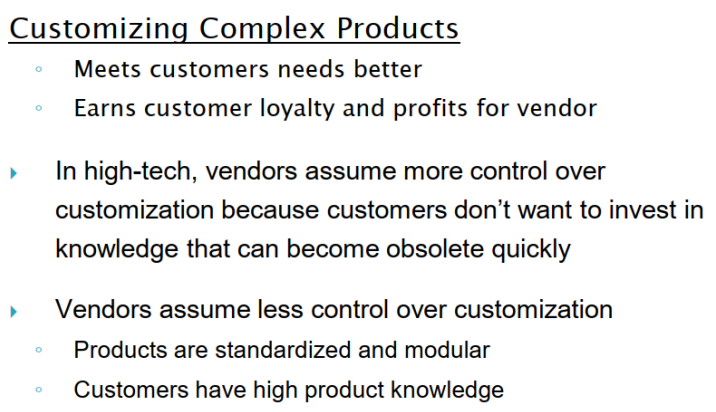 Customizing Complex Products
Meets customers needs better
Earns customer loyalty and profits for vendor
In high-tech, vendors assume more control over
customization because customers don’t want to invest in
knowledge that can become obsolete quickly
Vendors assume less control over customization
Products are standardized and modular
Customers have high product knowledge